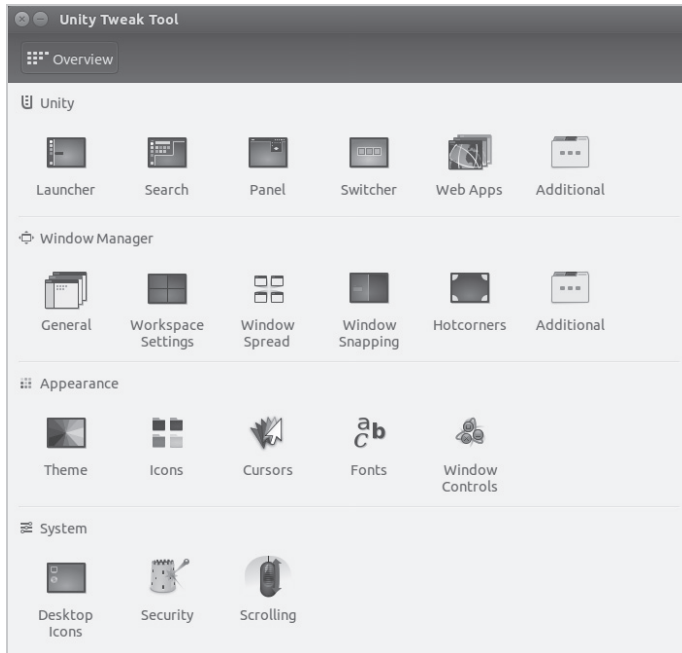 Unity Tweak Tool
Overview
Unity
Launcher Search Panel Switcher Web Apps Additional
Window Manager
General Workspace Window Window Hotcorners Additional
Settings Spread Snapping
Appearance
Theme Icons Cursors Fonts Window
Controls
System
Desktop Security Scrolling
Icons